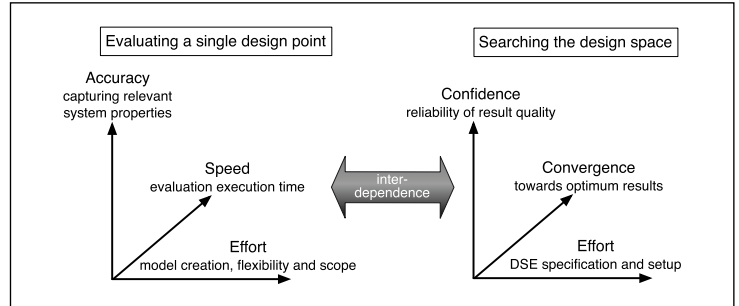 Evaluating a single design point
Accuracy
capturing relevant
system properties
Speed
evaluation execution time
Effort
model creation, flexibility and scope
inter-
dependence
Searching the design space
Confidence
reliability of result quality
Convergence
towards optimum results
Effort
DSE specification and setup